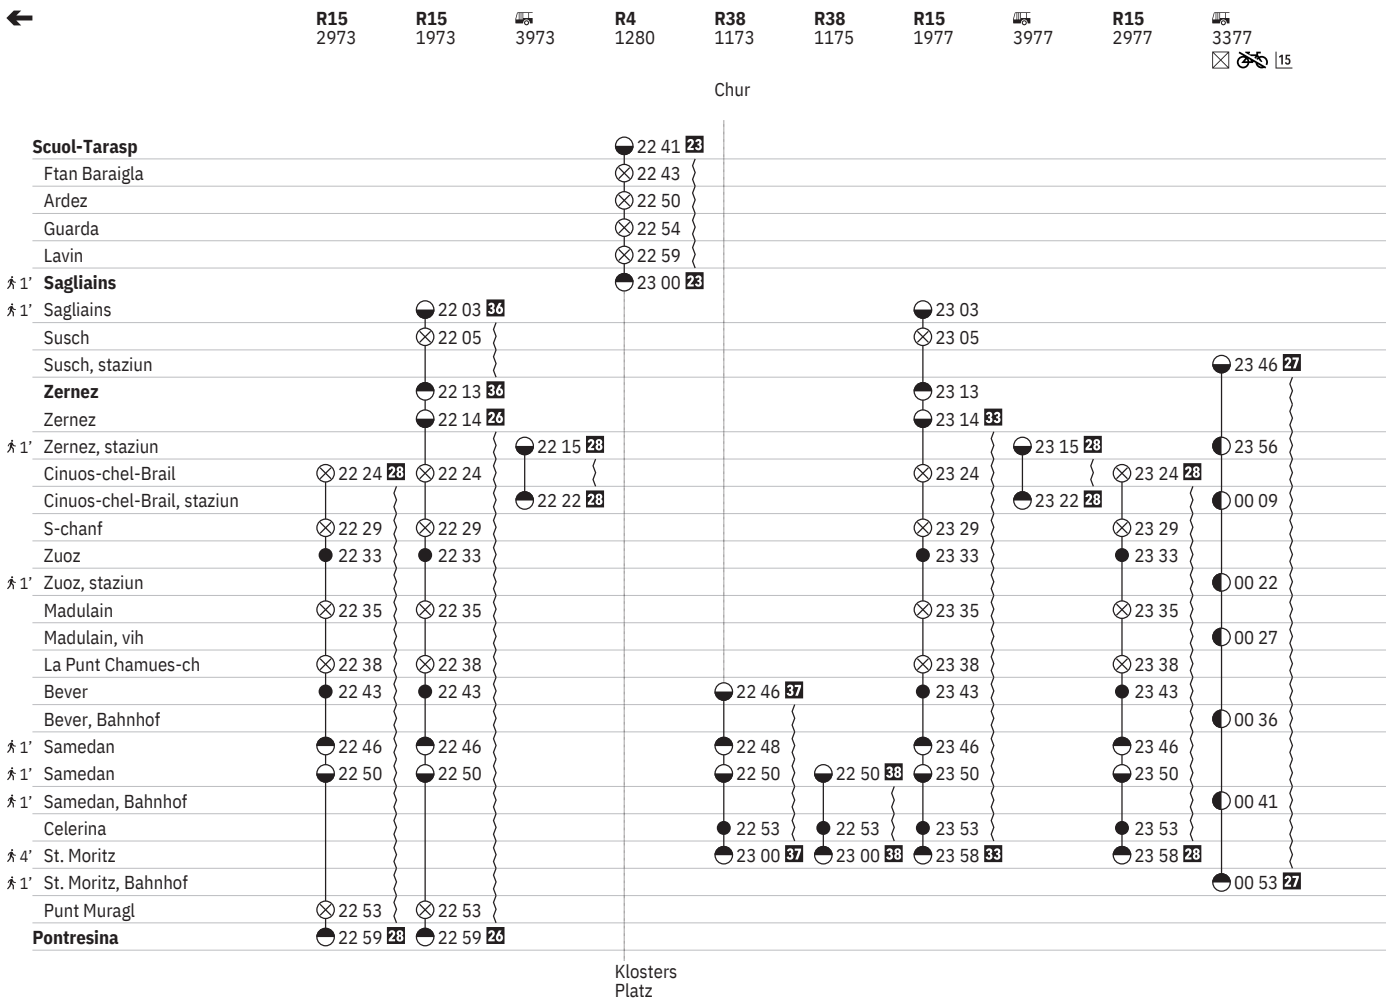 R15 R15 R4 R38 R38 R15 R15
2973 1973 3973 1280 1173 1175 1977 3977 2977 3377
15
Chur
Scuol-Tarasp 22 41 23
Ftan Baraigla 22 43
Ardez 22 50
Guarda 22 54
Lavin 22 59
1’ Sagliains 23 00 23
1’ Sagliains 22 03 36 23 03
Susch 22 05 23 05
Susch, staziun 23 46 27
Zernez 22 13 36 23 13
Zernez 22 14 26 23 14 33
1’ Zernez, staziun 22 15 28 23 15 28 23 56
Cinuos-chel-Brail 22 24 28 22 24 23 24 23 24 28
Cinuos-chel-Brail, staziun 22 22 28 23 22 28 00 09
S-chanf 22 29 22 29 23 29 23 29
Zuoz 22 33 22 33 23 33 23 33
1’ Zuoz, staziun 00 22
Madulain 22 35 22 35 23 35 23 35
Madulain, vih 00 27
La Punt Chamues-ch 22 38 22 38 23 38 23 38
Bever 22 43 22 43 22 46 37 23 43 23 43
Bever, Bahnhof 00 36
1’ Samedan 22 46 22 46 22 48 23 46 23 46
1’ Samedan 22 50 22 50 22 50 22 50 38 23 50 23 50
1’ Samedan, Bahnhof 00 41
Celerina 22 53 22 53 23 53 23 53
4’ St. Moritz 23 00 37 23 00 38 23 58 33 23 58 28
1’ St. Moritz, Bahnhof 00 53 27
Punt Muragl 22 53 22 53
Pontresina 22 59 28 22 59 26
Klosters
Platz